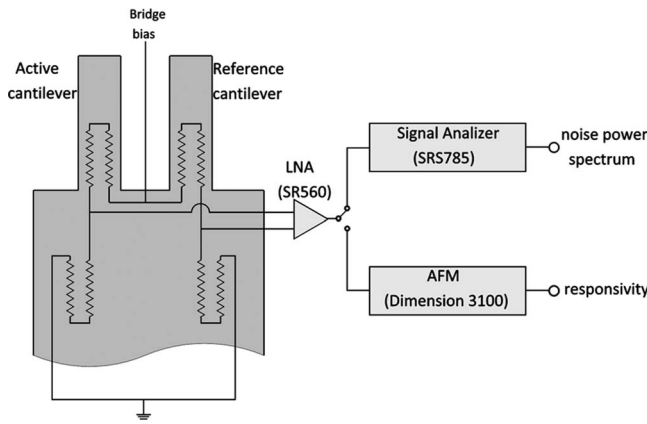 Bridge
bias
Active
cantilever
Reference
cantilever
LNA
(SR560)
Signal Analizer
(SRS785)
noise power
spectrum
AFM
(Dimension 3100)
responsivity